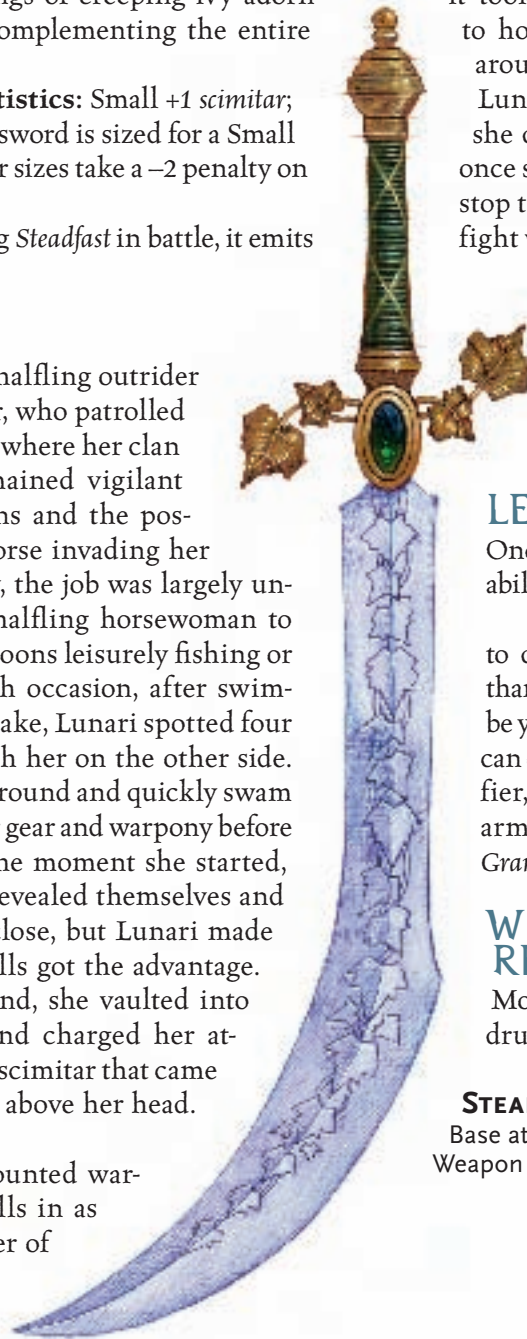 gs of creeping ivy adorn
omplementing the entire
tistics: Small +1 scimitar;
sword is sized for a Small
r sizes take a –2 penalty on
g Steadfast in battle, it emits
halfling outrider
r, who patrolled
where her clan
ained vigilant
ns and the pos-
orse invading her
, the job was largely un-
halfling horsewoman to
oons leisurely fishing or
h occasion, after swim-
ake, Lunari spotted four
h her on the other side.
round and quickly swam
gear and warpony before
he moment she started,
evealed themselves and
lose, but Lunari made
lls got the advantage.
nd, she vaulted into
nd charged her at-
scimitar that came
above her head.
ounted war-
lls in as
er of
it took
to ho
arou
Lun
she c
once s
stop t
fight
LE
One
abil
to c
than
be y
can
fier,
arm
Gran
W
RE
Mo
dru
STEA
Base at
Weapon